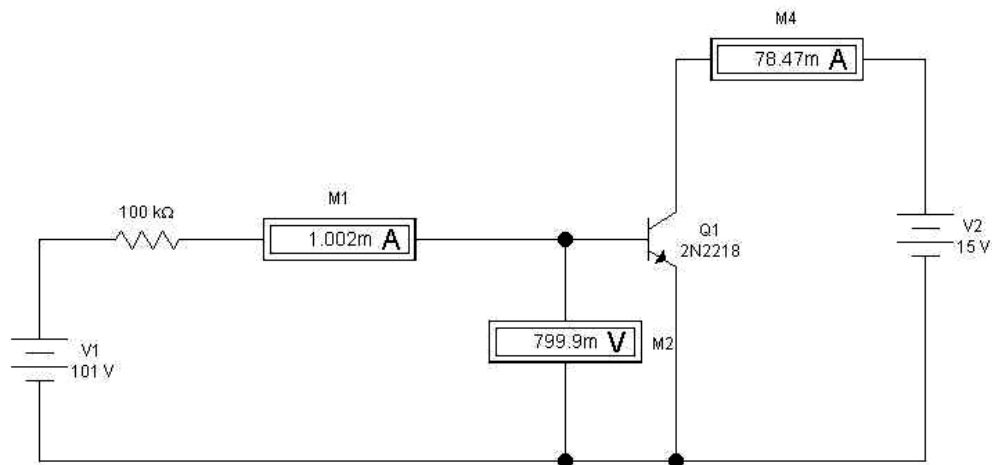 M4
78.47m A
M1
100 kΩ
1.002m A
Q1
2N2218
V2
15 V
799.9m V
M2
V1
101 V